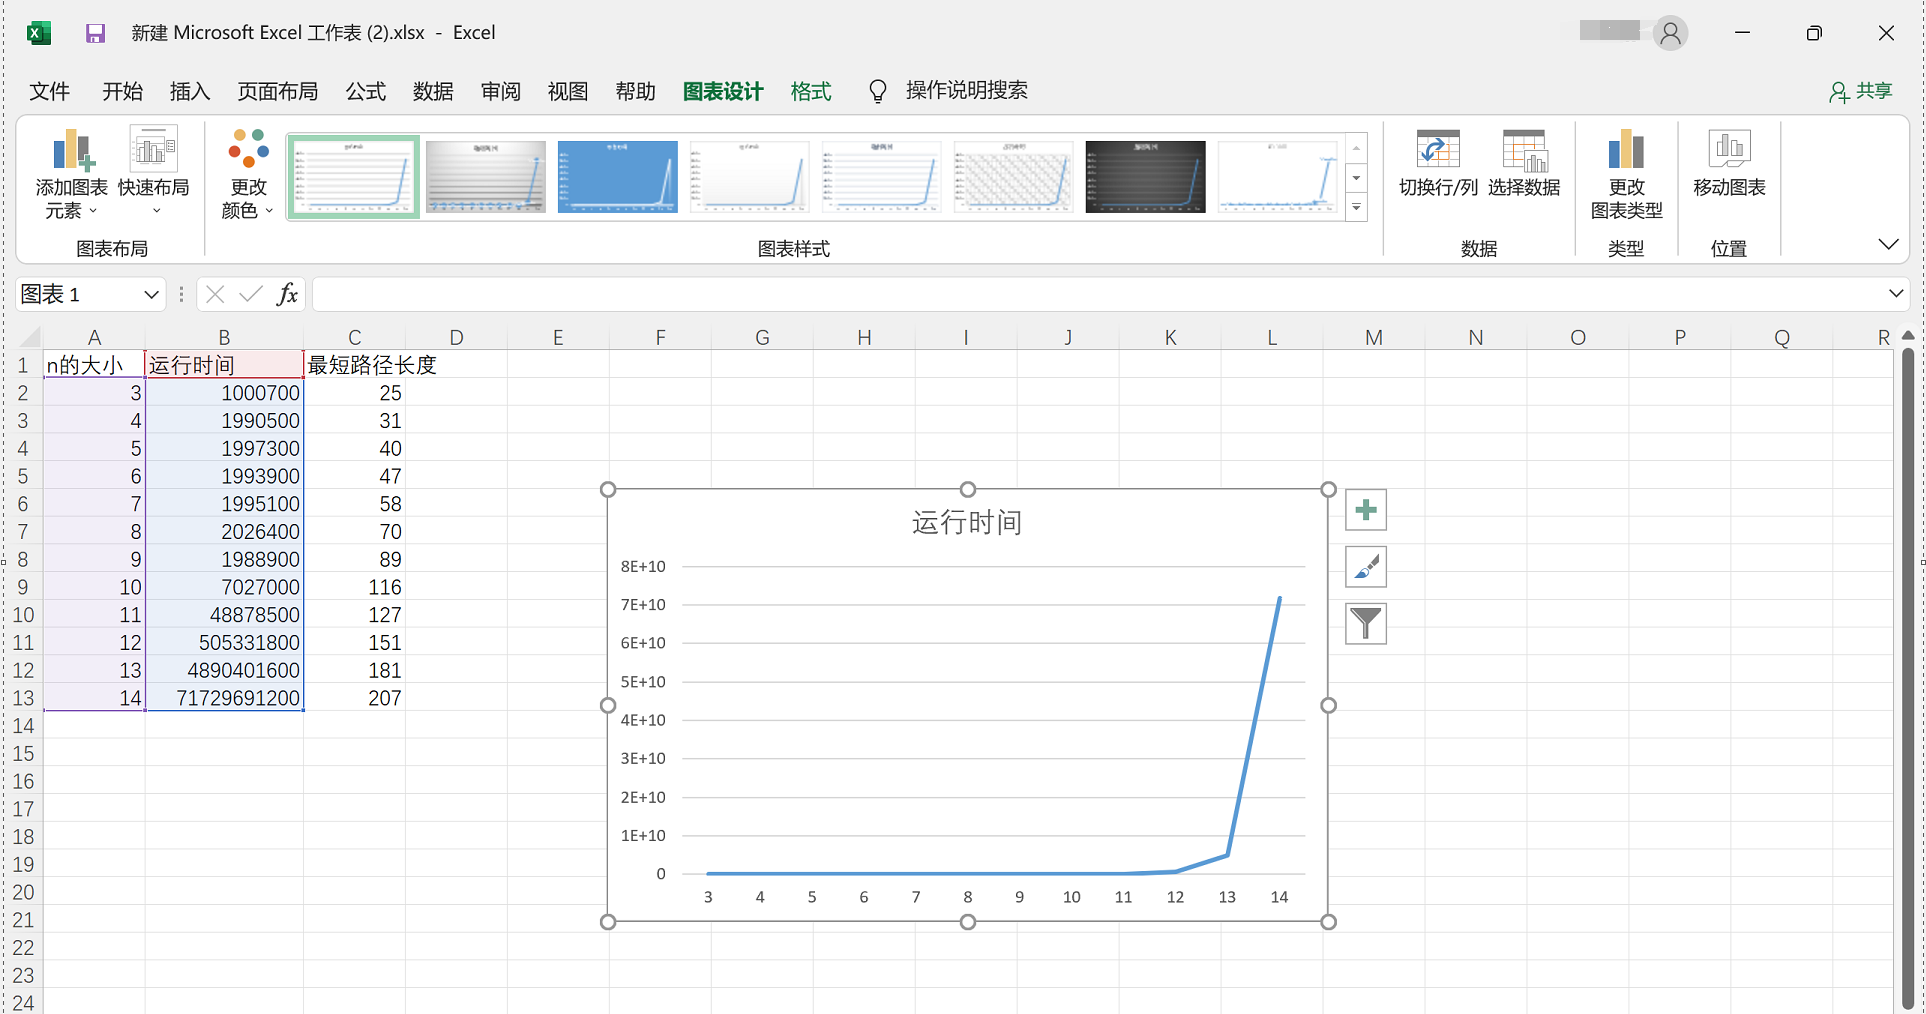 新建 Microsoft Excel 工作表 (2).xlsx - Excel
文件 开始 插入 页面布局 公式 数据 审阅 视图 帮助 图表设计 格式 操作说明搜索 共享
添加图表元素 快速布局 更改颜色 切换行/列 选择数据 更改图表类型 移动图表
图表布局 图表样式 数据 类型 位置
图表 1 fx
A B C D E F G H I J K L M N O P Q R
1 n的大小 运行时间 最短路径长度
2 3 1000700 25
3 4 1990500 31
4 5 1997300 40
5 6 1993900 47
6 7 1995100 58
7 8 2026400 70
8 9 1988900 89
9 10 7027000 116
10 11 48878500 127
11 12 505331800 151
12 13 4890401600 181
13 14 71729691200 207
14
15
16
17
18
19
20
21
22
23
24
运行时间
8E+10
7E+10
6E+10
5E+10
4E+10
3E+10
2E+10
1E+10
0
3 4 5 6 7 8 9 10 11 12 13 14